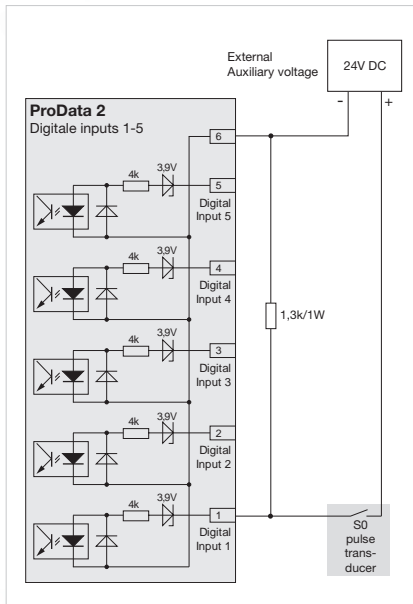 External
Auxiliary voltage
24V DC
- +
ProData 2
Digitale inputs 1-5
6
4k
3,9V
5
Digital
Input 5
4k
3,9V
4
Digital
Input 4
1,3k/1W
4k
3,9V
3
Digital
Input 3
4k
3,9V
2
Digital
Input 2
4k
3,9V
1
Digital
Input 1
S0
pulse
trans-
ducer